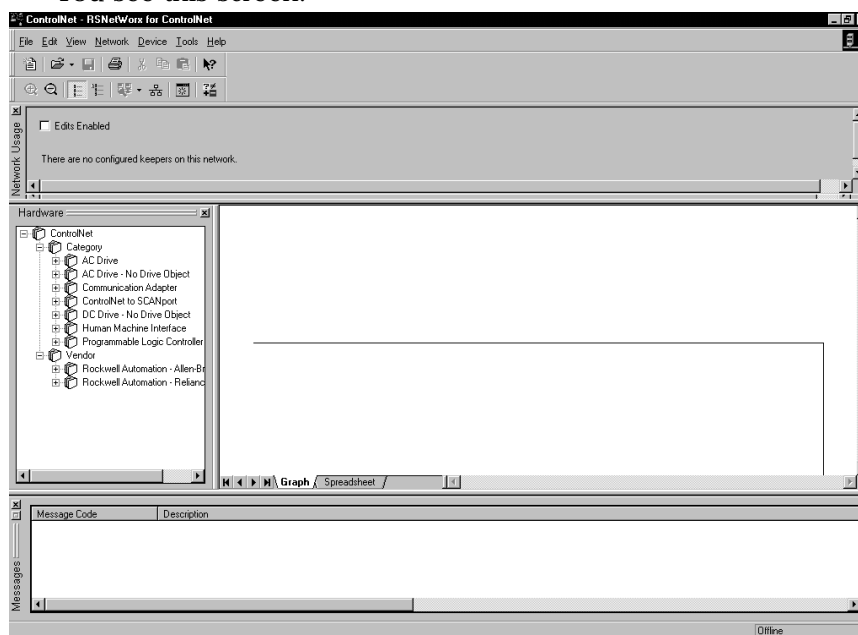 You see this screen:
ControlNet - RSNetWorx for ControlNet
File Edit View Network Device Tools Help
Network Usage
Edits Enabled
There are no configured keepers on this network.
Hardware
ControlNet
Category
AC Drive
AC Drive - No Drive Object
Communication Adapter
ControlNet to SCANport
DC Drive - No Drive Object
Human Machine Interface
Programmable Logic Controller
Vendor
Rockwell Automation - Allen-Br
Rockwell Automation - Relianc
Graph Spreadsheet
Messages
Message Code Description
Offline